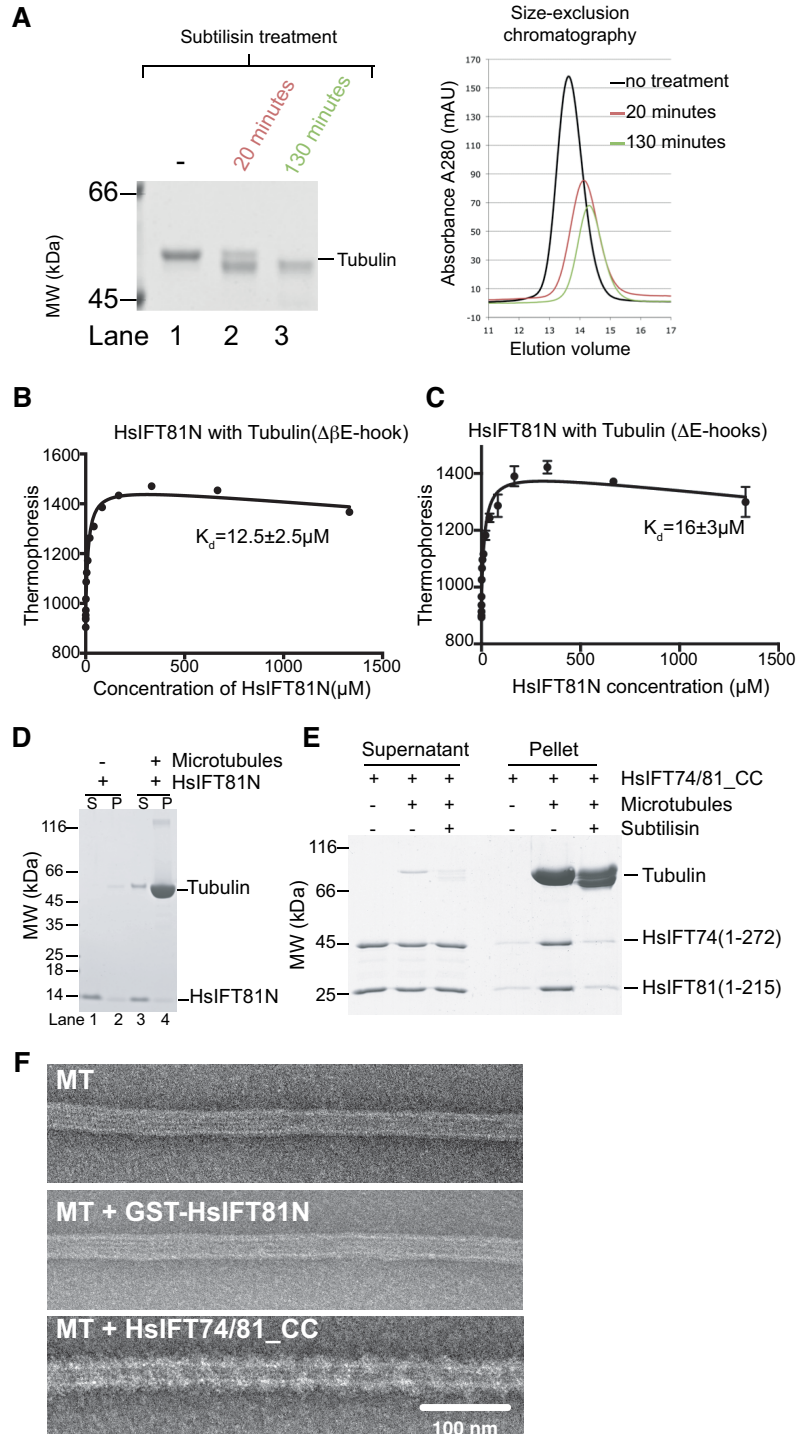 A
Subtilisin treatment
-
20 minutes
130 minutes
66
45
MW (kDa)
Tubulin
Lane 1 2 3
Size-exclusion
chromatography
170
150
130
110
90
70
50
30
10
-10
Absorbance A280 (mAU)
no treatment
20 minutes
130 minutes
11 12 13 14 15 16 17
Elution volume
B
HsIFT81N with Tubulin(ΔβE-hook)
1600
1400
1200
1000
800
Thermophoresis
Kd=12.5±2.5µM
0 500 1000 1500
Concentration of HsIFT81N(µM)
C
HsIFT81N with Tubulin (ΔE-hooks)
1400
1200
1000
800
Thermophoresis
Kd=16±3µM
0 500 1000 1500
HsIFT81N concentration (µM)
D
- + Microtubules
+ + HsIFT81N
S P S P
116
66
45
35
25
18
14
MW (kDa)
Tubulin
HsIFT81N
Lane 1 2 3 4
E
Supernatant Pellet
+ + + + + + HsIFT74/81_CC
- + + - + + Microtubules
- - + - - + Subtilisin
116
66
45
25
MW (kDa)
Tubulin
HsIFT74(1-272)
HsIFT81(1-215)
F
MT
MT + GST-HsIFT81N
MT + HsIFT74/81_CC
100 nm